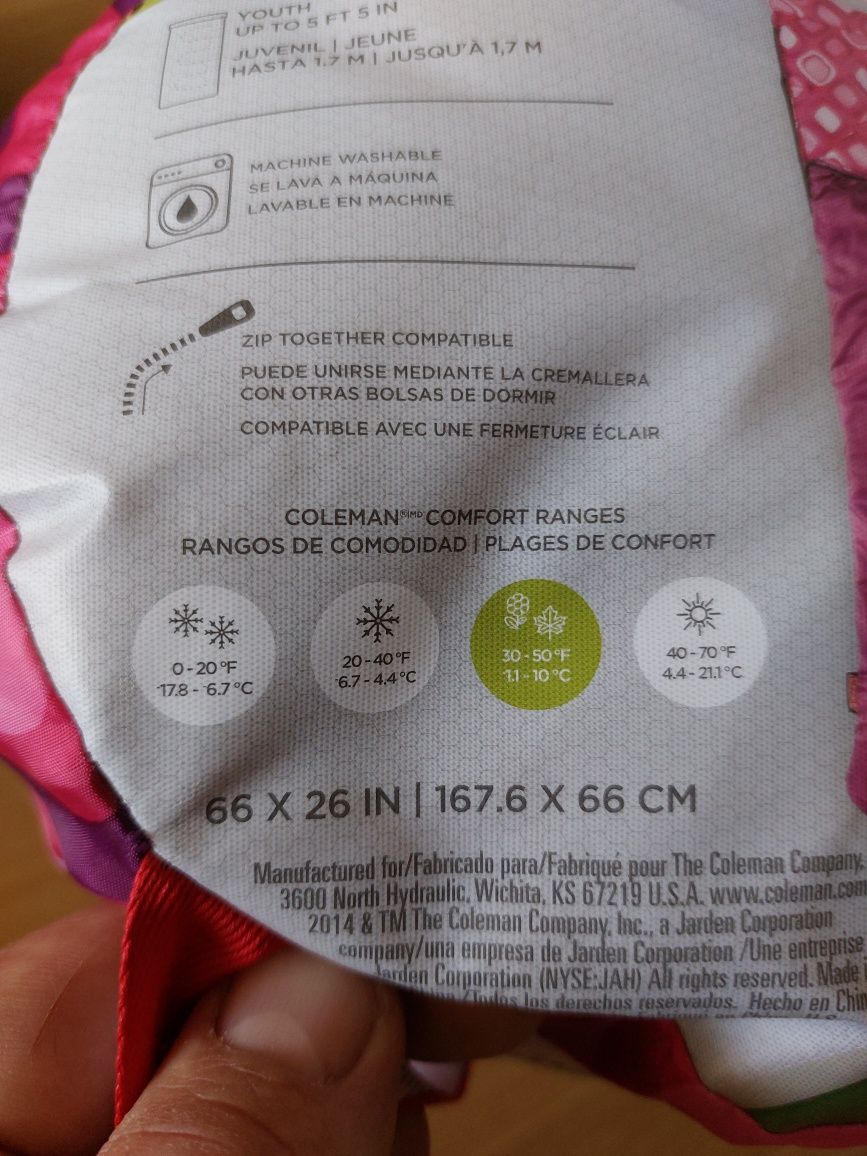 YOUTH
UP TO 5 FT 5 IN
JUVENIL | JEUNE
HASTA 1.7 M | JUSQU'À 1,7 M
MACHINE WASHABLE
SE LAVA A MÁQUINA
LAVABLE EN MACHINE
ZIP TOGETHER COMPATIBLE
PUEDE UNIRSE MEDIANTE LA CREMALLERA
CON OTRAS BOLSAS DE DORMIR
COMPATIBLE AVEC UNE FERMETURE ÉCLAIR
COLEMAN®/MD COMFORT RANGES
RANGOS DE COMODIDAD | PLAGES DE CONFORT
0-20 °F
-17.8 - -6.7 °C
20-40 °F
-6.7 - 4.4 °C
30-50 °F
-1.1 - 10 °C
40-70 °F
4.4 - 21.1 °C
66 X 26 IN | 167.6 X 66 CM
Manufactured for/Fabricado para/Fabriqué pour The Coleman Company,
3600 North Hydraulic, Wichita, KS 67219 U.S.A. www.coleman.com
2014 & TM The Coleman Company, Inc., a Jarden Corporation
company/una empresa de Jarden Corporation /Une entreprise
Jarden Corporation (NYSE:JAH) All rights reserved. Made
/Todos los derechos reservados. Hecho en